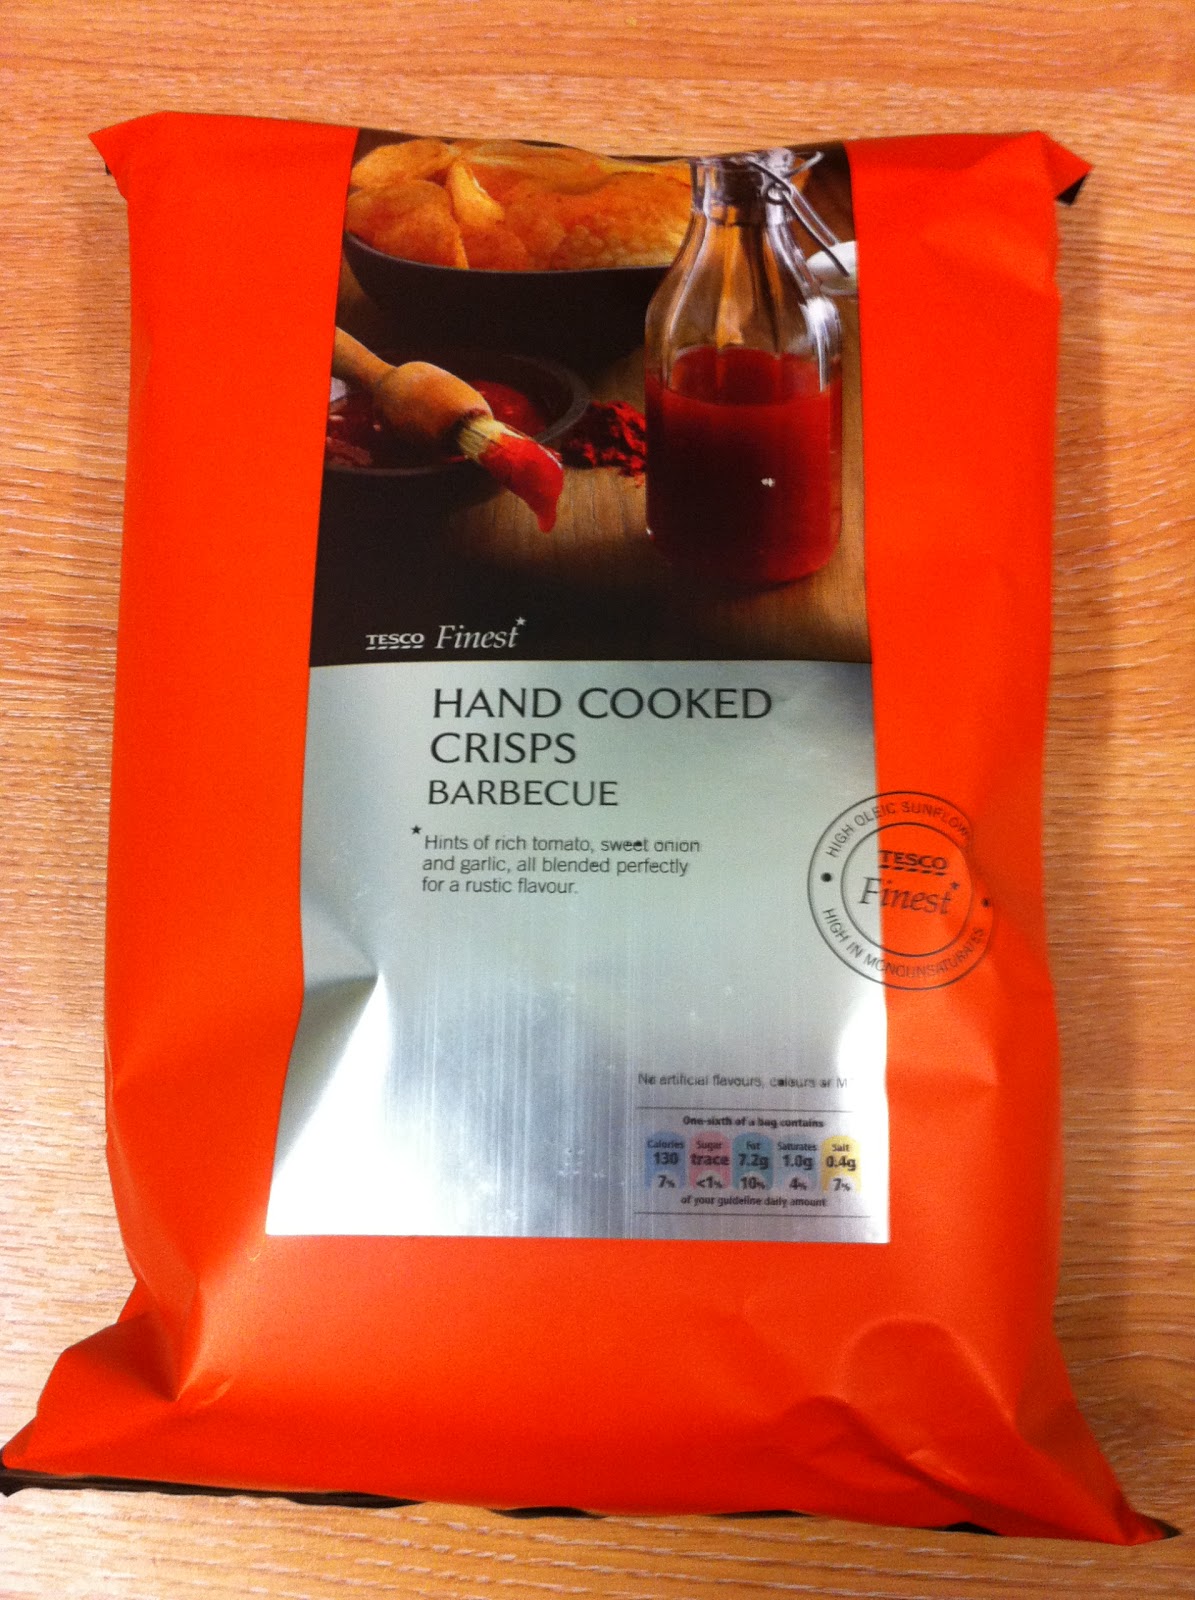 TESCO Finest*
HAND COOKED
CRISPS
BARBECUE
*Hints of rich tomato, sweet onion
and garlic, all blended perfectly
for a rustic flavour.
HIGH OLEIC SUNFLOW
TESCO
Finest*
HIGH IN MONOUNSATURATES
No artificial flavours, colours or M
One-sixth of a bag contains
Calories Sugar Fat Saturates Salt
130 trace 7.2g 1.0g 0.4g
7% <1% 10% 4% 7%
of your guideline daily amount